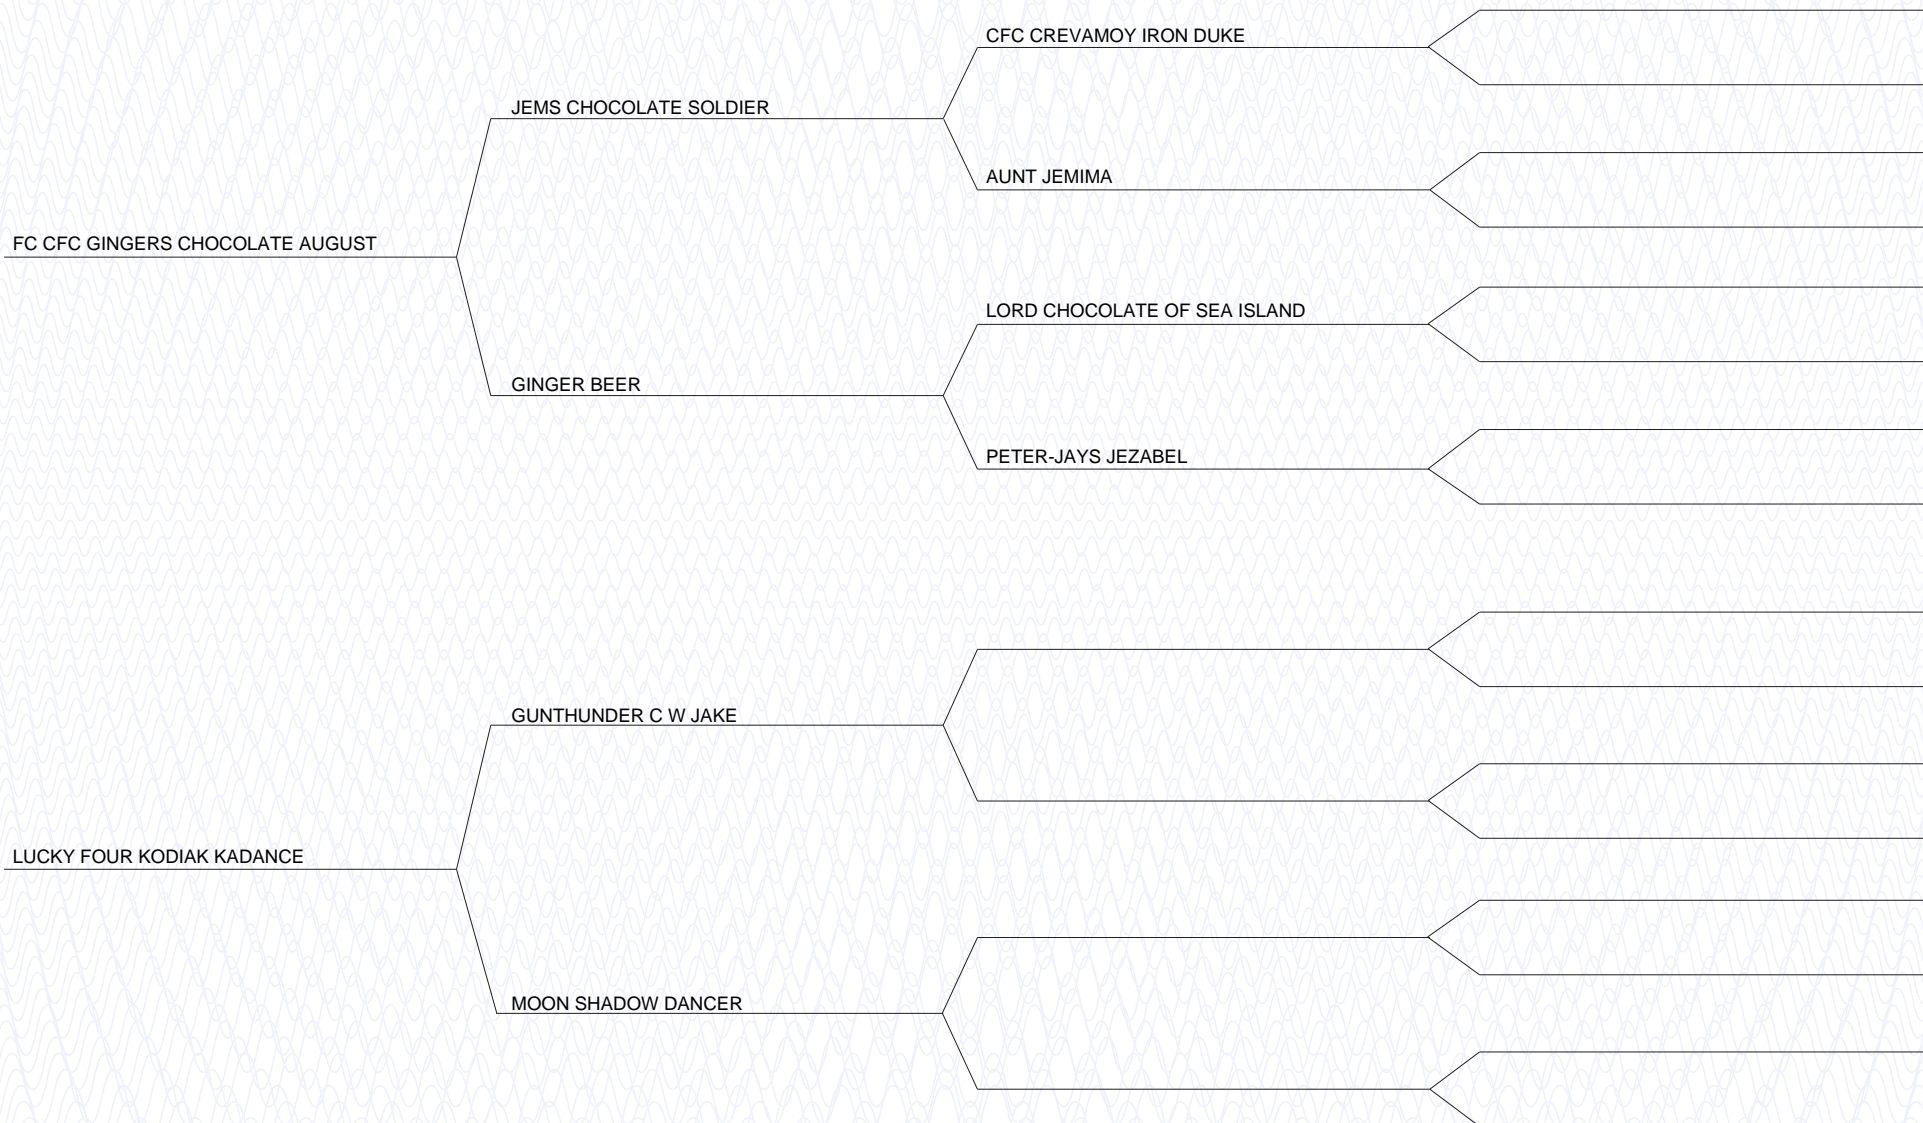 CFC CREVAMOY IRON DUKE
JEMS CHOCOLATE SOLDIER
AUNT JEMIMA
FC CFC GINGERS CHOCOLATE AUGUST
LORD CHOCOLATE OF SEA ISLAND
GINGER BEER
PETER-JAYS JEZABEL
GUNTHUNDER C W JAKE
LUCKY FOUR KODIAK KADANCE
MOON SHADOW DANCER